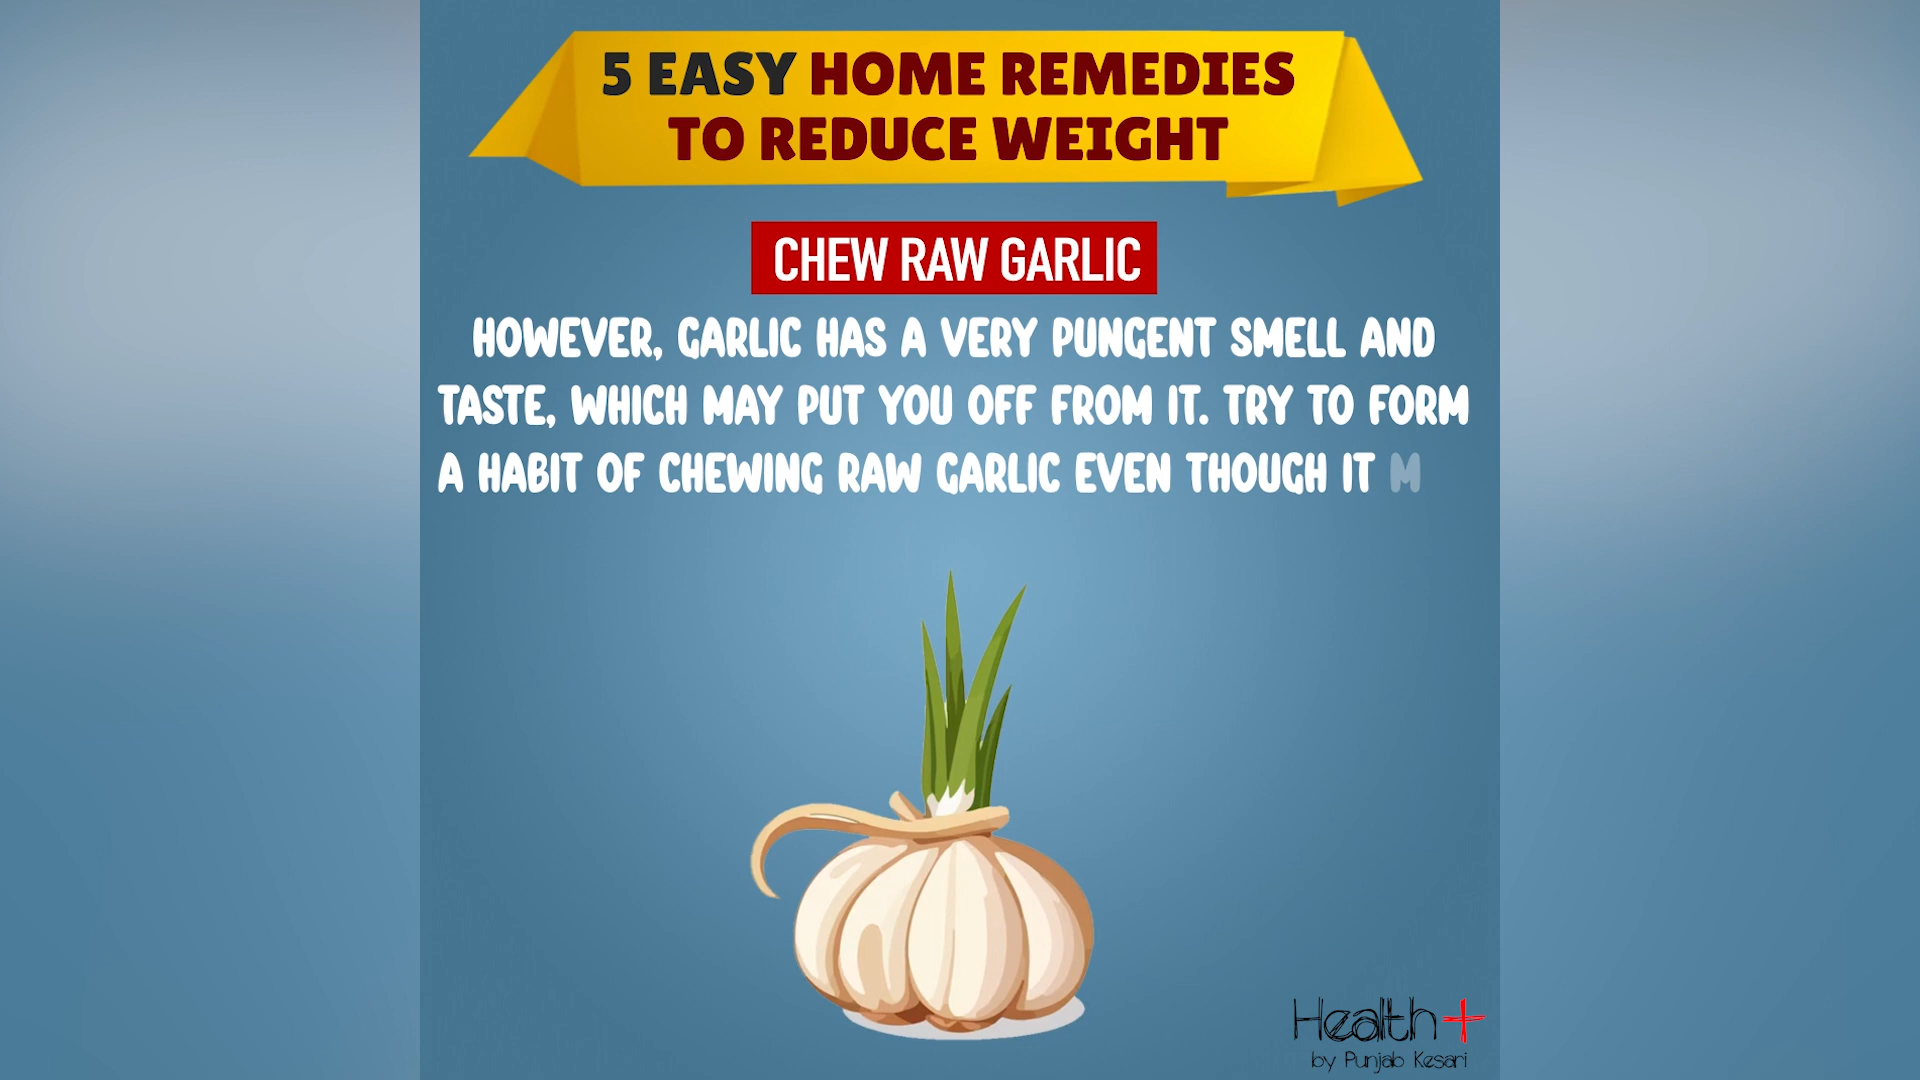 5 EASY HOME REMEDIES
TO REDUCE WEIGHT
CHEW RAW GARLIC
HOWEVER, GARLIC HAS A VERY PUNGENT SMELL AND
TASTE, WHICH MAY PUT YOU OFF FROM IT. TRY TO FORM
A HABIT OF CHEWING RAW GARLIC EVEN THOUGH IT M
Health+
by Punjab Kesari